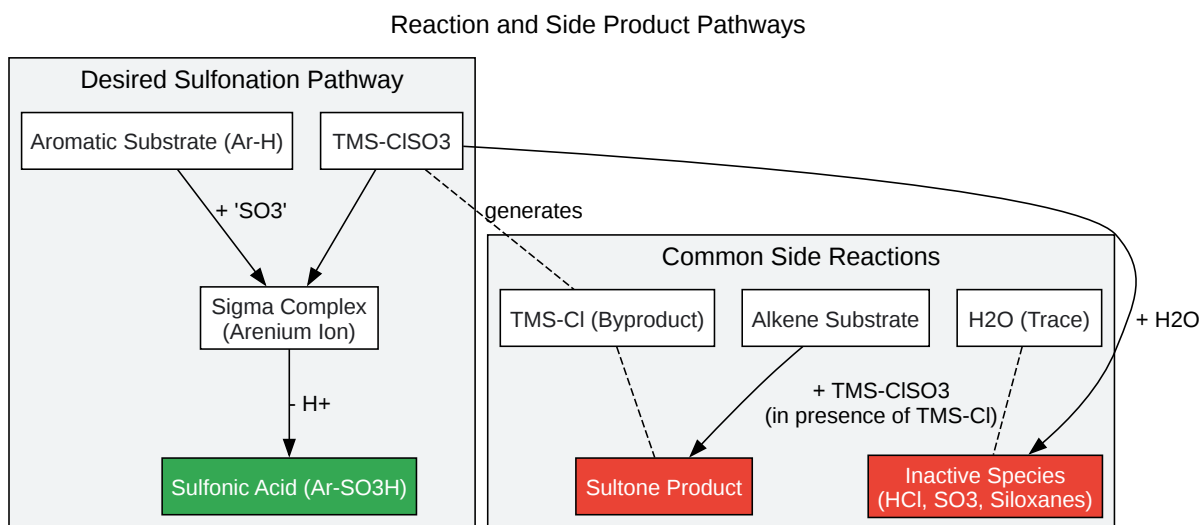 Reaction and Side Product Pathways
Desired Sulfonation Pathway
Aromatic Substrate (Ar-H)
TMS-ClSO3
+ 'SO3'
generates
Sigma Complex
(Arenium Ion)
- H+
Sulfonic Acid (Ar-SO3H)
Common Side Reactions
TMS-Cl (Byproduct)
Alkene Substrate
H2O (Trace)
+ H2O
+ TMS-ClSO3
(in presence of TMS-Cl)
Sultone Product
Inactive Species
(HCl, SO3, Siloxanes)